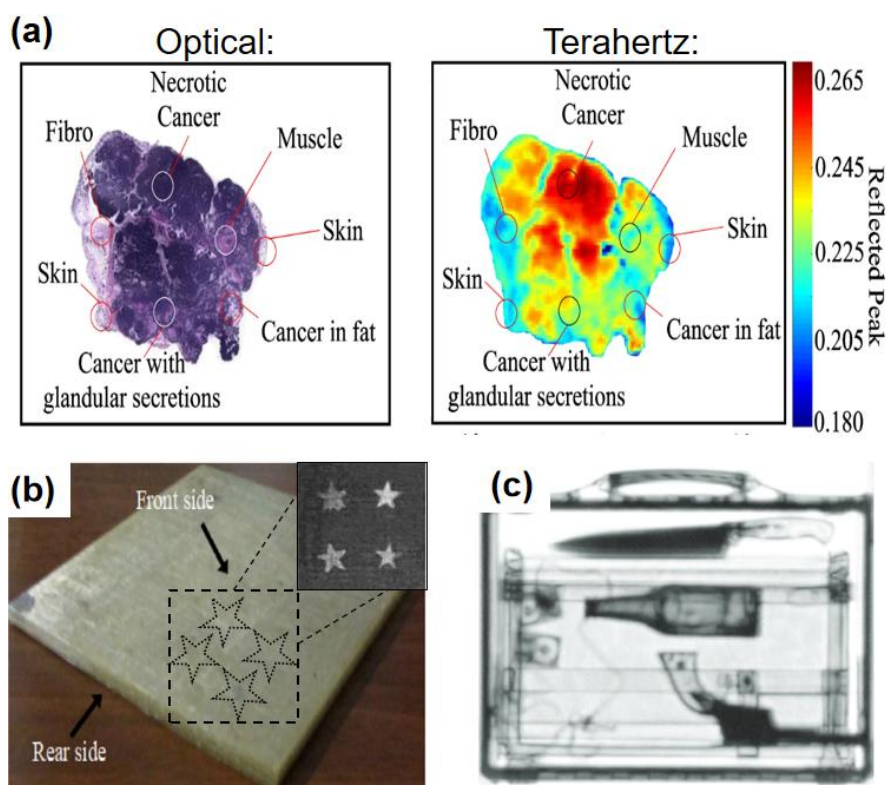 (a)
Optical:
Terahertz:
Necrotic
Cancer
Fibro
Muscle
Skin
Skin
Cancer in fat
Cancer with
glandular secretions
Necrotic
Cancer
Fibro
Muscle
Skin
Skin
Cancer in fat
Cancer with
glandular secretions
0.265
0.245
0.225
0.205
0.180
Reflected Peak
(b)
Front side
Rear side
(c)